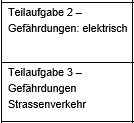 Teilaufgabe 2 –
Gefährdungen: elektrisch
Teilaufgabe 3 –
Gefährdungen
Strassenverkehr